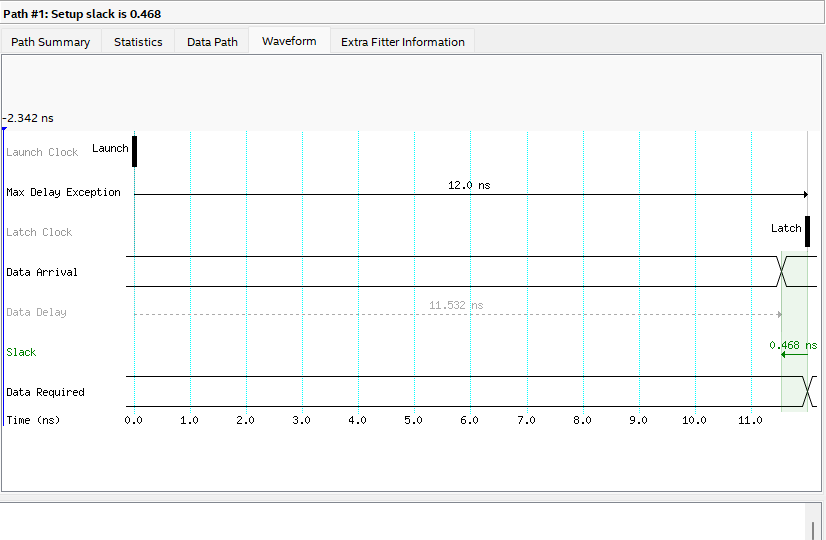 Path #1: Setup slack is 0.468
Path Summary Statistics Data Path Waveform Extra Fitter Information
-2.342 ns
Launch Clock Launch
Max Delay Exception 12.0 ns
Latch Clock Latch
Data Arrival
Data Delay 11.532 ns
Slack 0.468 ns
Data Required
Time (ns) 0.0 1.0 2.0 3.0 4.0 5.0 6.0 7.0 8.0 9.0 10.0 11.0